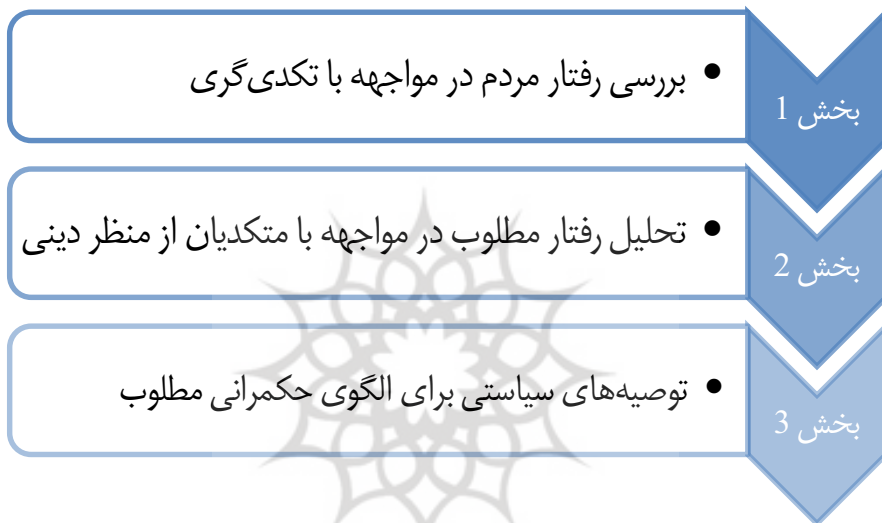 بخش 1
• بررسی رفتار مردم در مواجهه با تکدی‌گری
بخش 2
• تحلیل رفتار مطلوب در مواجهه با متکدیان از منظر دینی
بخش 3
• توصیه‌های سیاستی برای الگوی حکمرانی مطلوب